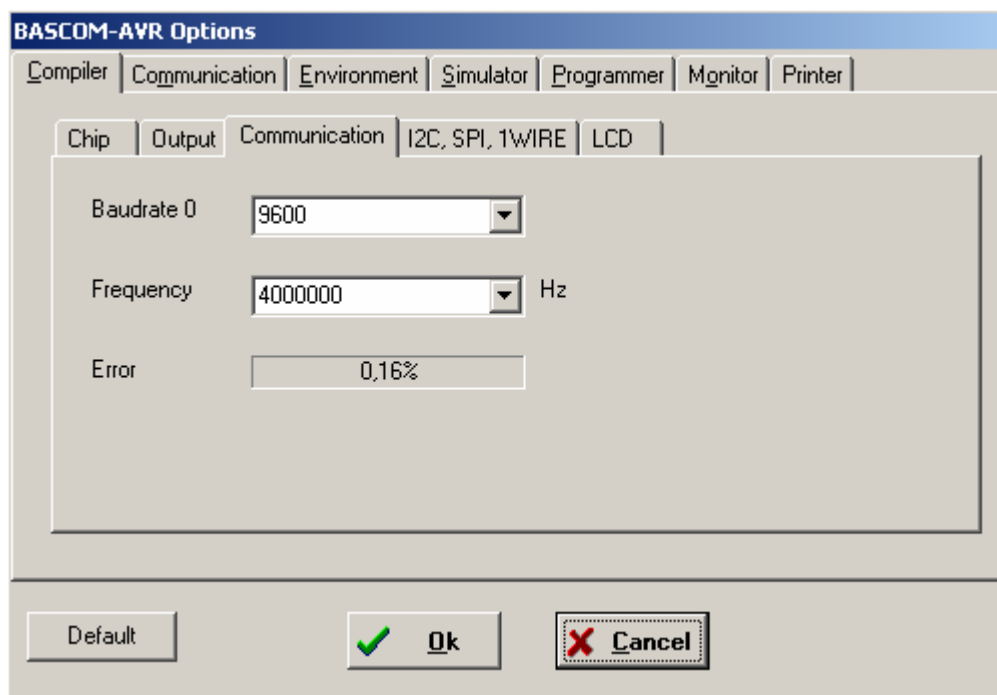 BASCOM-AVR Options
Compiler Communication Environment Simulator Programmer Monitor Printer
Chip Output Communication I2C, SPI, 1WIRE LCD
Baudrate 0 9600
Frequency 4000000 Hz
Error 0,16%
Default Ok Cancel